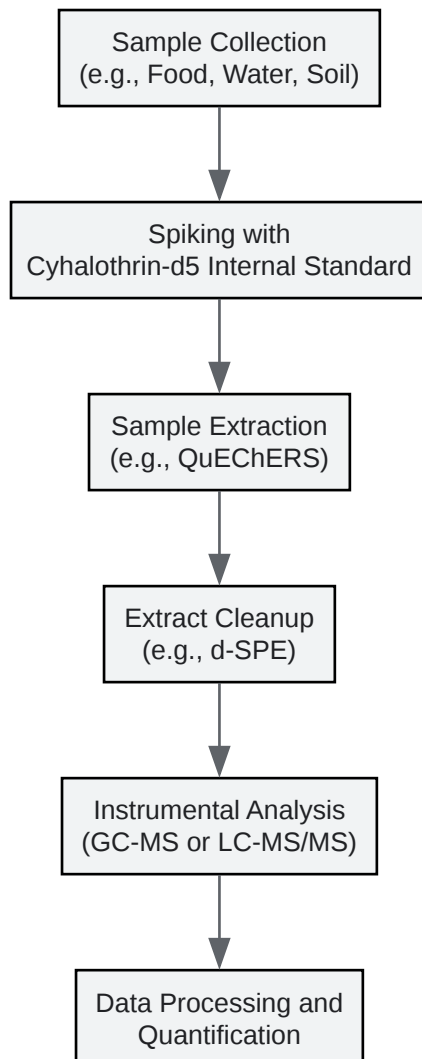 Sample Collection
(e.g., Food, Water, Soil)
Spiking with
Cyhalothrin-d5 Internal Standard
Sample Extraction
(e.g., QuEChERS)
Extract Cleanup
(e.g., d-SPE)
Instrumental Analysis
(GC-MS or LC-MS/MS)
Data Processing and
Quantification